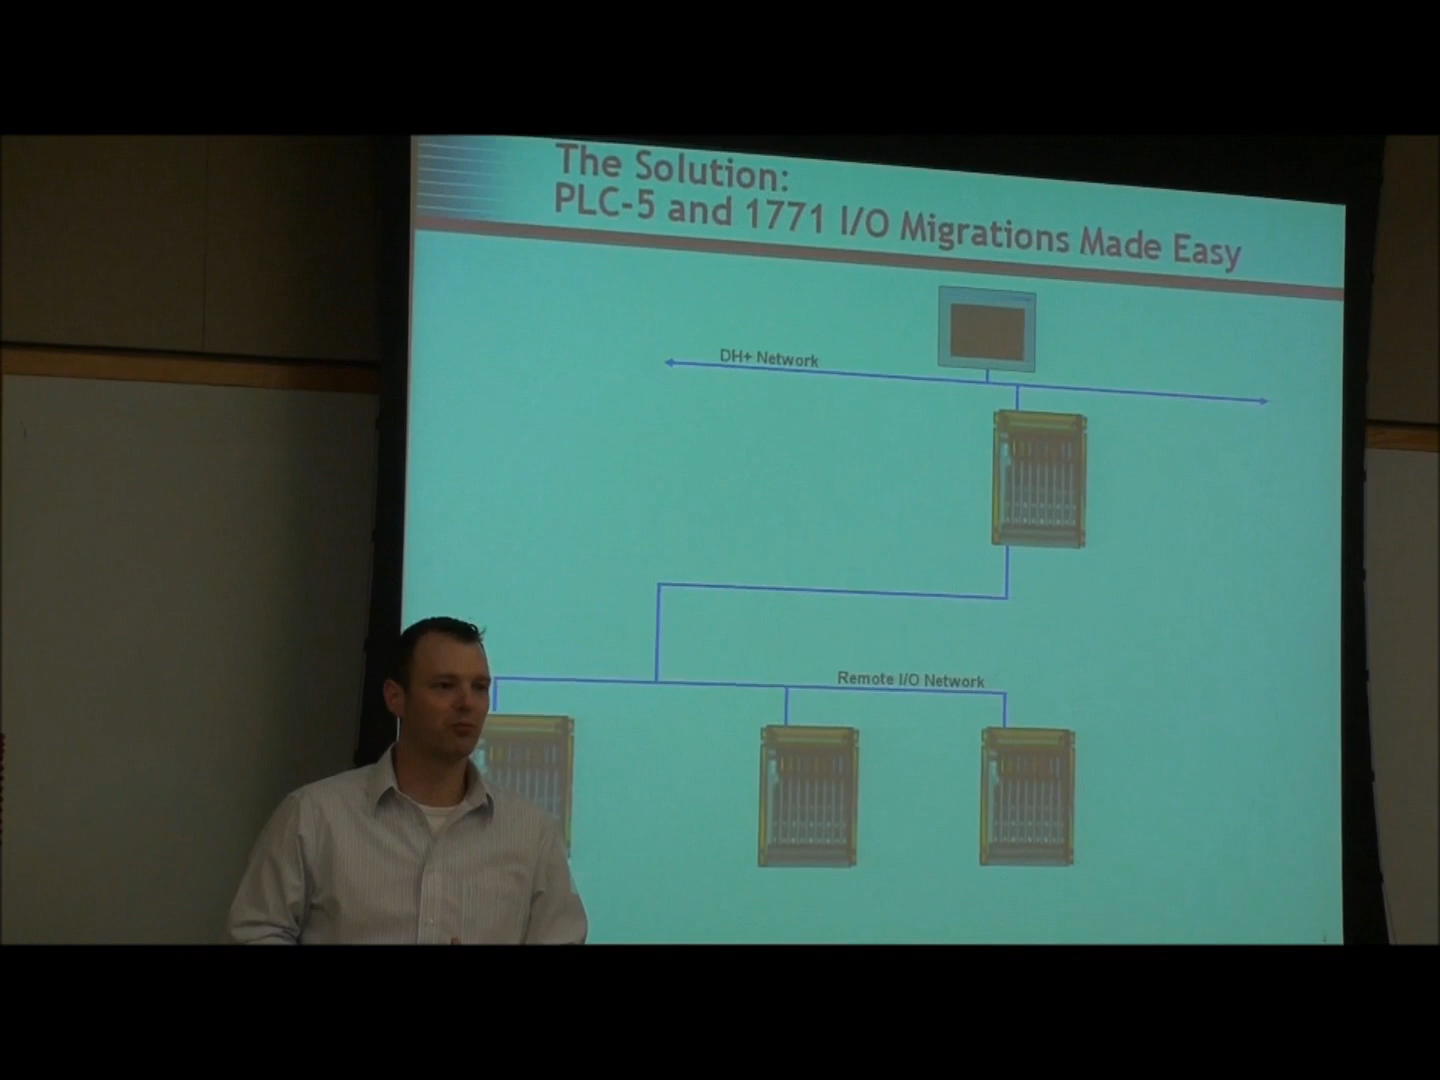 The Solution:
PLC-5 and 1771 I/O Migrations Made Easy
DH+ Network
Remote I/O Network